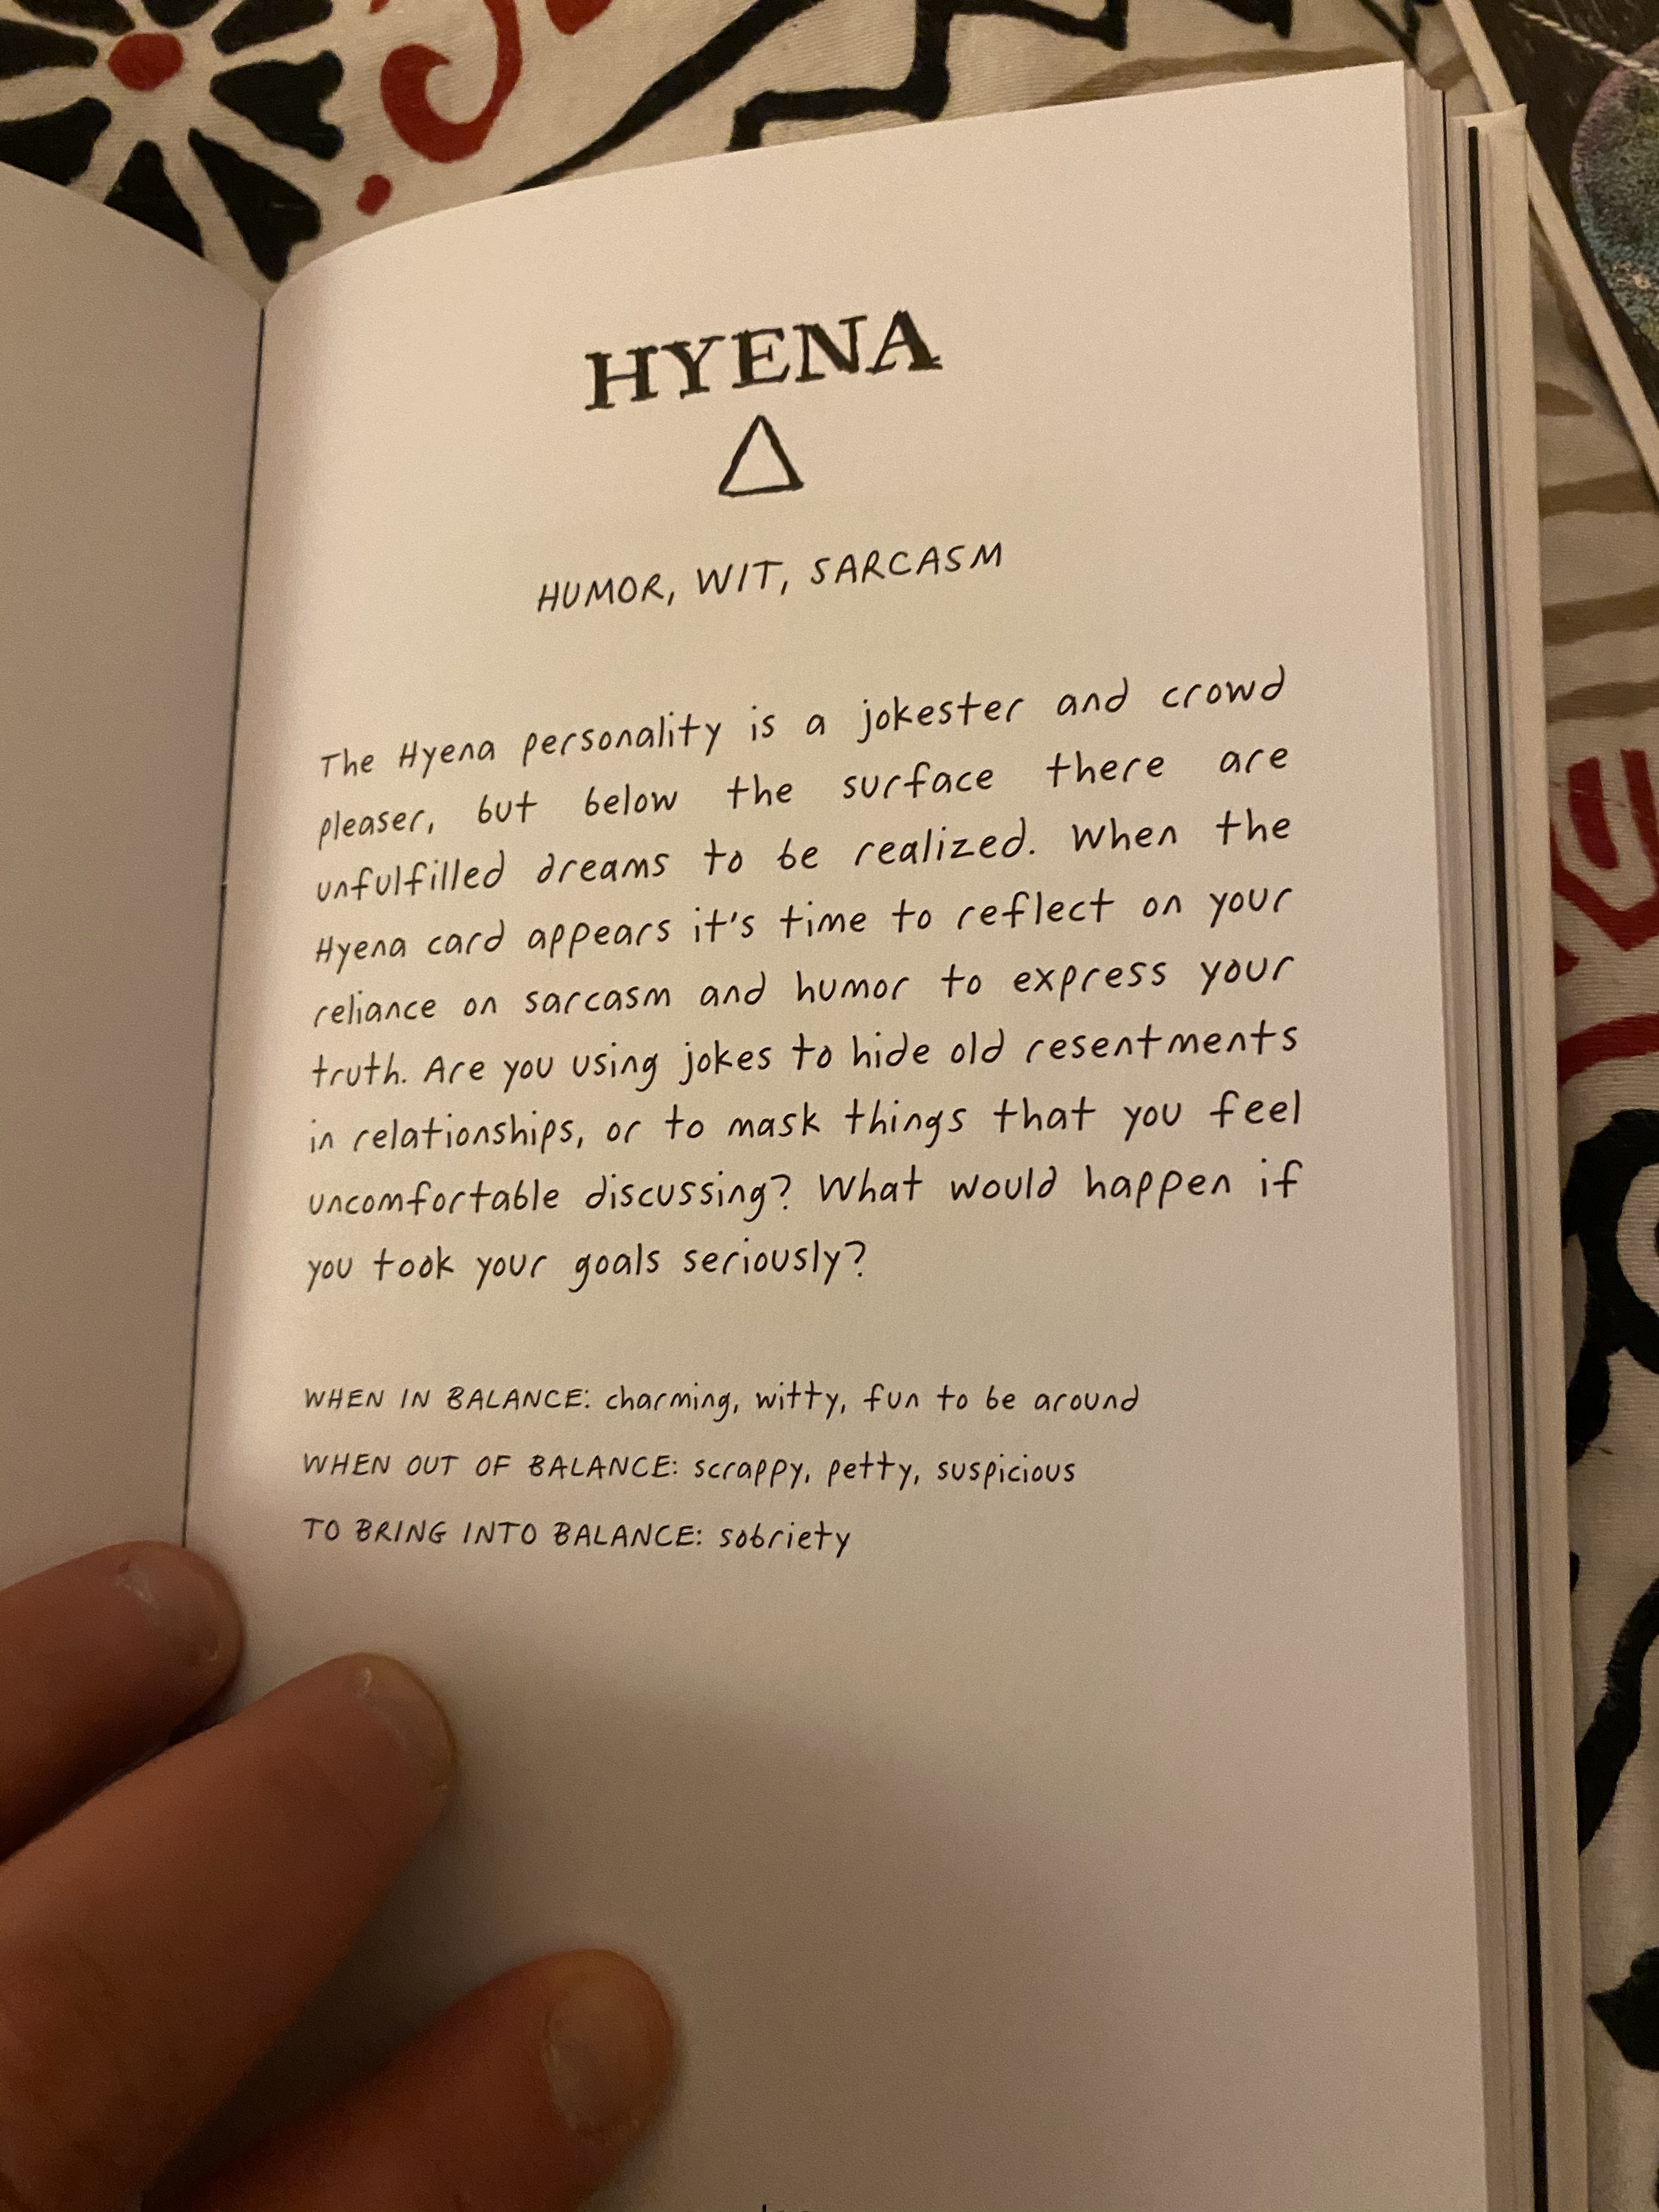 HYENA
HUMOR, WIT, SARCASM
The Hyena personality is a jokester and crowd
pleaser, but below the surface there are
unfulfilled dreams to be realized. When the
Hyena card appears it's time to reflect on your
reliance on sarcasm and humor to express your
truth. Are you using jokes to hide old resentments
in relationships, or to mask things that you feel
uncomfortable discussing? What would happen if
you took your goals seriously?
WHEN IN BALANCE: charming, witty, fun to be around
WHEN OUT OF BALANCE: scrappy, petty, suspicious
TO BRING INTO BALANCE: sobriety